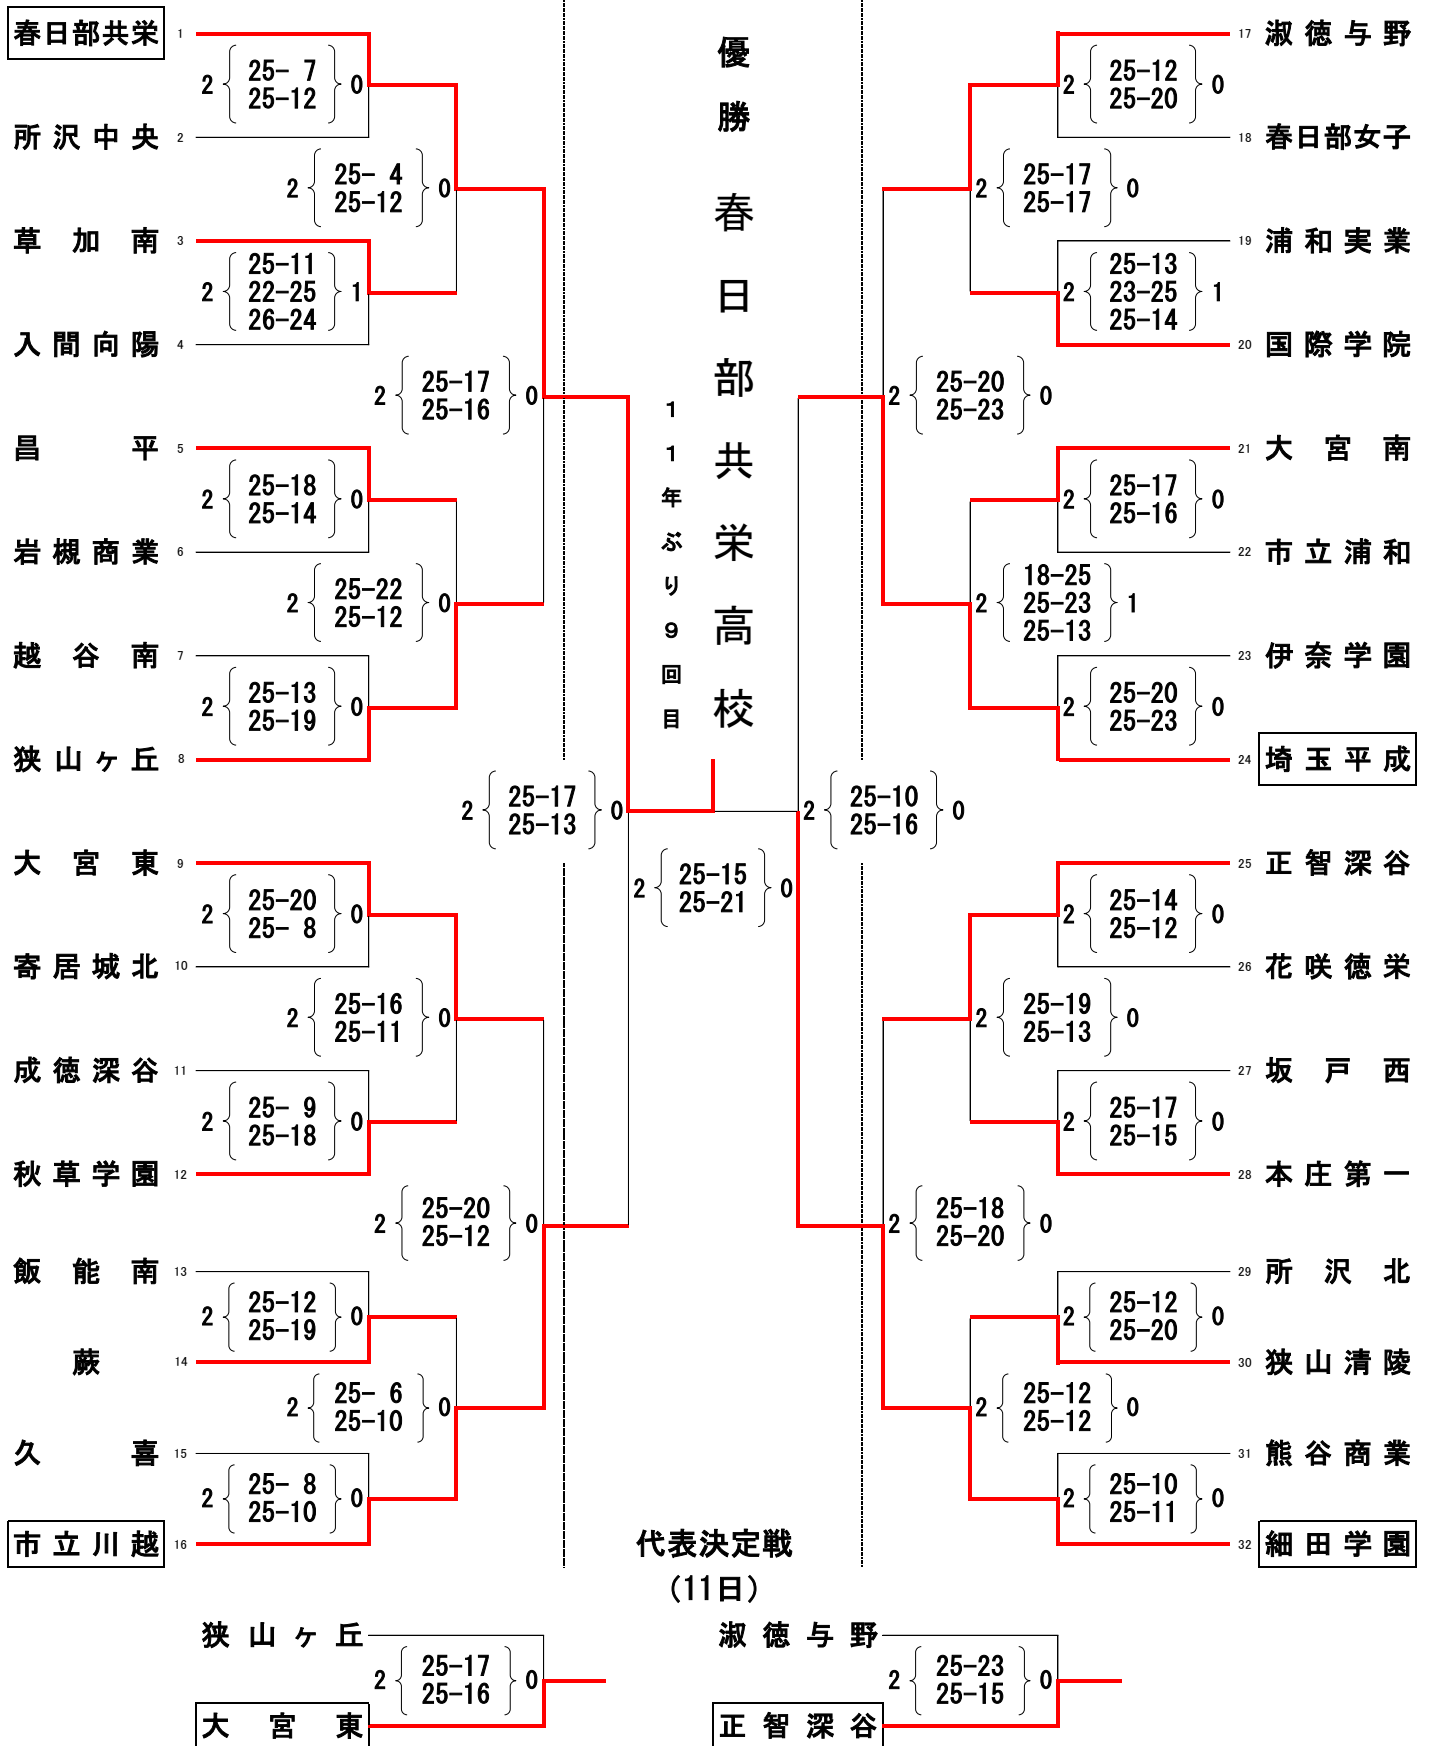 春日部共栄 1
2 25- 7 0
25-12
所沢中央 2
2 25- 4 0
25-12
草加南 3
2 25-11 1
22-25
26-24
入間向陽 4
2 25-17 0
25-16
昌平 5
2 25-18 0
25-14
岩槻商業 6
2 25-22 0
25-12
越谷南 7
2 25-13 0
25-19
狭山ヶ丘 8
2 25-17 0
25-13
大宮東 9
2 25-20 0
25- 8
寄居城北 10
2 25-16 0
25-11
成徳深谷 11
2 25- 9 0
25-18
秋草学園 12
2 25-20 0
25-12
飯能南 13
2 25-12 0
25-19
蕨 14
2 25- 6 0
25-10
久喜 15
2 25- 8 0
25-10
市立川越 16
優勝 春日部共栄高校
11年ぶり9回目
2 25-15 0
25-21
17 淑徳与野
2 25-12 0
25-20
18 春日部女子
2 25-17 0
25-17
19 浦和実業
2 25-13 1
23-25
25-14
20 国際学院
2 25-20 0
25-23
21 大宮南
2 25-17 0
25-16
22 市立浦和
2 18-25 1
25-23
25-13
23 伊奈学園
2 25-20 0
25-23
24 埼玉平成
2 25-10 0
25-16
25 正智深谷
2 25-14 0
25-12
26 花咲徳栄
2 25-19 0
25-13
27 坂戸西
2 25-17 0
25-15
28 本庄第一
2 25-18 0
25-20
29 所沢北
2 25-12 0
25-20
30 狭山清陵
2 25-12 0
25-12
31 熊谷商業
2 25-10 0
25-11
32 細田学園
代表決定戦
(11日)
狭山ヶ丘
2 25-17 0
25-16
大宮東
淑徳与野
2 25-23 0
25-15
正智深谷